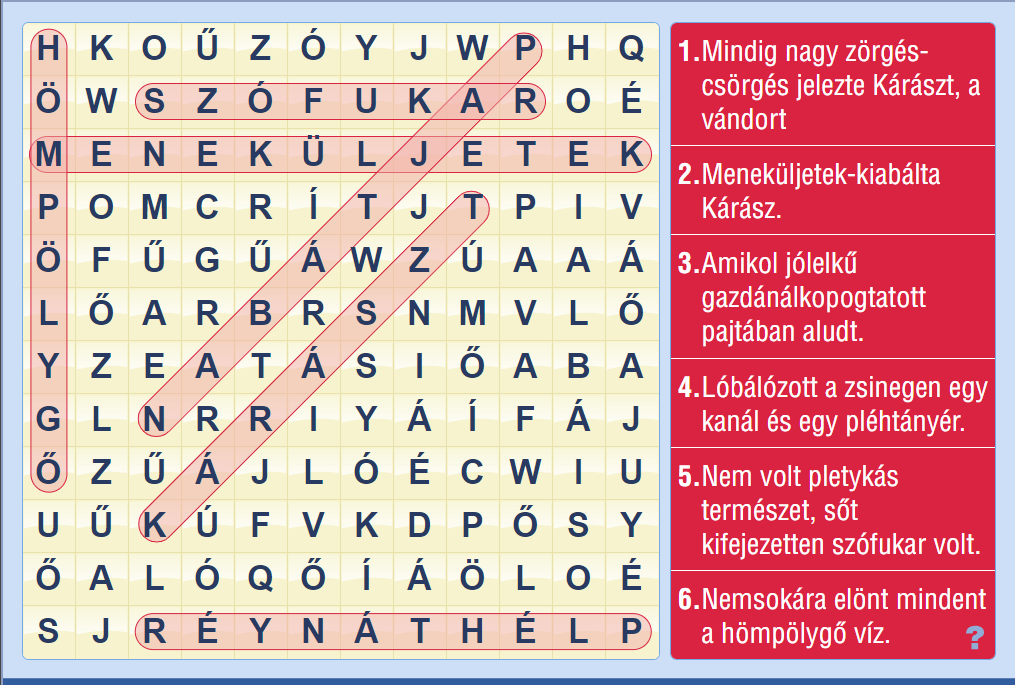 H K O Ű Z Ó Y J W P H Q
Ö W S Z Ó F U K A R O É
M E N E K Ü L J E T E K
P O M C R Í T J T P I V
Ö F Ű G Ű Á W Z Ú A A Á
L Ő A R B R S N M V L Ő
Y Z E A T Á S I Ő A B A
G L N R R I Y Á Í F Á J
Ő Z Ű Á J L Ó É C W I U
U Ű K Ú F V K D P Ő S Y
Ő A L Ó Q Ő Í Á Ö L O É
S J R É Y N Á T H É L P
1. Mindig nagy zörgés-
csörgés jelezte Kárászt, a
vándort
2. Meneküljetek-kiabálta
Kárász.
3. Amikol jólelkű
gazdánálkopogtatott
pajtában aludt.
4. Lóbálózott a zsinegen egy
kanál és egy pléhtányér.
5. Nem volt pletykás
természet, sőt
kifejezetten szófukar volt.
6. Nemsokára elönt mindent
a hömpölygő víz.
?